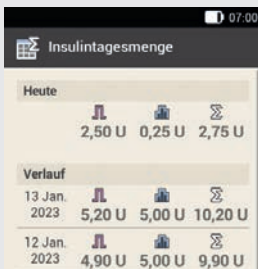 07:00
Insulintagesmenge
Heute
2,50 U 0,25 U 2,75 U
Verlauf
13 Jan. 2023 5,20 U 5,00 U 10,20 U
12 Jan. 2023 4,90 U 5,00 U 9,90 U